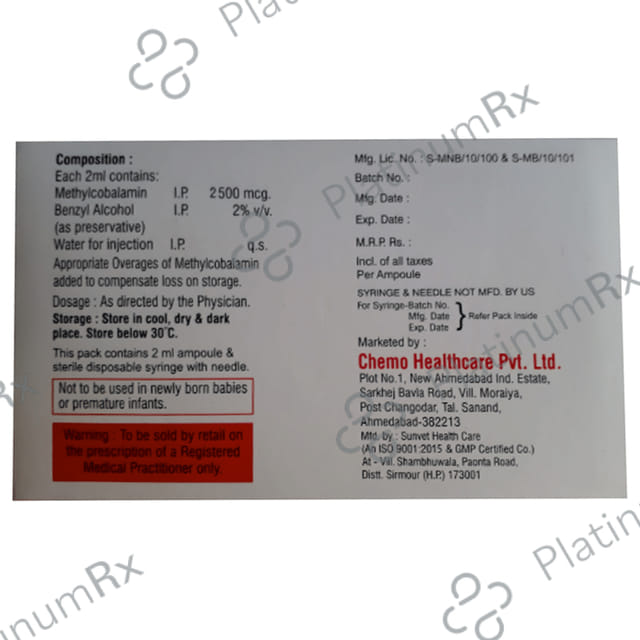 Composition :
Each 2ml contains:
Methylcobalamin I.P. 2500 mcg.
Benzyl Alcohol I.P. 2% v/v.
(as preservative)
Water for injection I.P. q.s.
Appropriate Overages of Methylcobalamin
added to compensate loss on storage.
Dosage : As directed by the Physician.
Storage : Store in cool, dry & dark
place. Store below 30°C.
This pack contains 2 ml ampoule &
sterile disposable syringe with needle.
Not to be used in newly born babies
or premature infants.
Warning : To be sold by retail on
the prescription of a Registered
Medical Practitioner only.
Mfg. Lic. No. : S-MNB/10/100 & S-MB/10/101
Batch No. :
Mfg. Date :
Exp. Date :
M.R.P. Rs. :
Incl. of all taxes
Per Ampoule
SYRINGE & NEEDLE NOT MFD. BY US
For Syringe-Batch No.
Mfg. Date
Exp. Date
Refer Pack Inside
Marketed by :
Chemo Healthcare Pvt. Ltd.
Plot No.1, New Ahmedabad Ind. Estate,
Sarkhej Bavla Road, Vill. Moraiya,
Post Changodar, Tal. Sanand,
Ahmedabad-382213
Mfd. by : Sunvet Health Care
(An ISO 9001:2015 & GMP Certified Co.)
At - Vill. Shambhuwala, Paonta Road,
Distt. Sirmour (H.P.) 173001
PlatinumRx
PlatinumRx
PlatinumRx
Rx
PlatinumRx
Platin